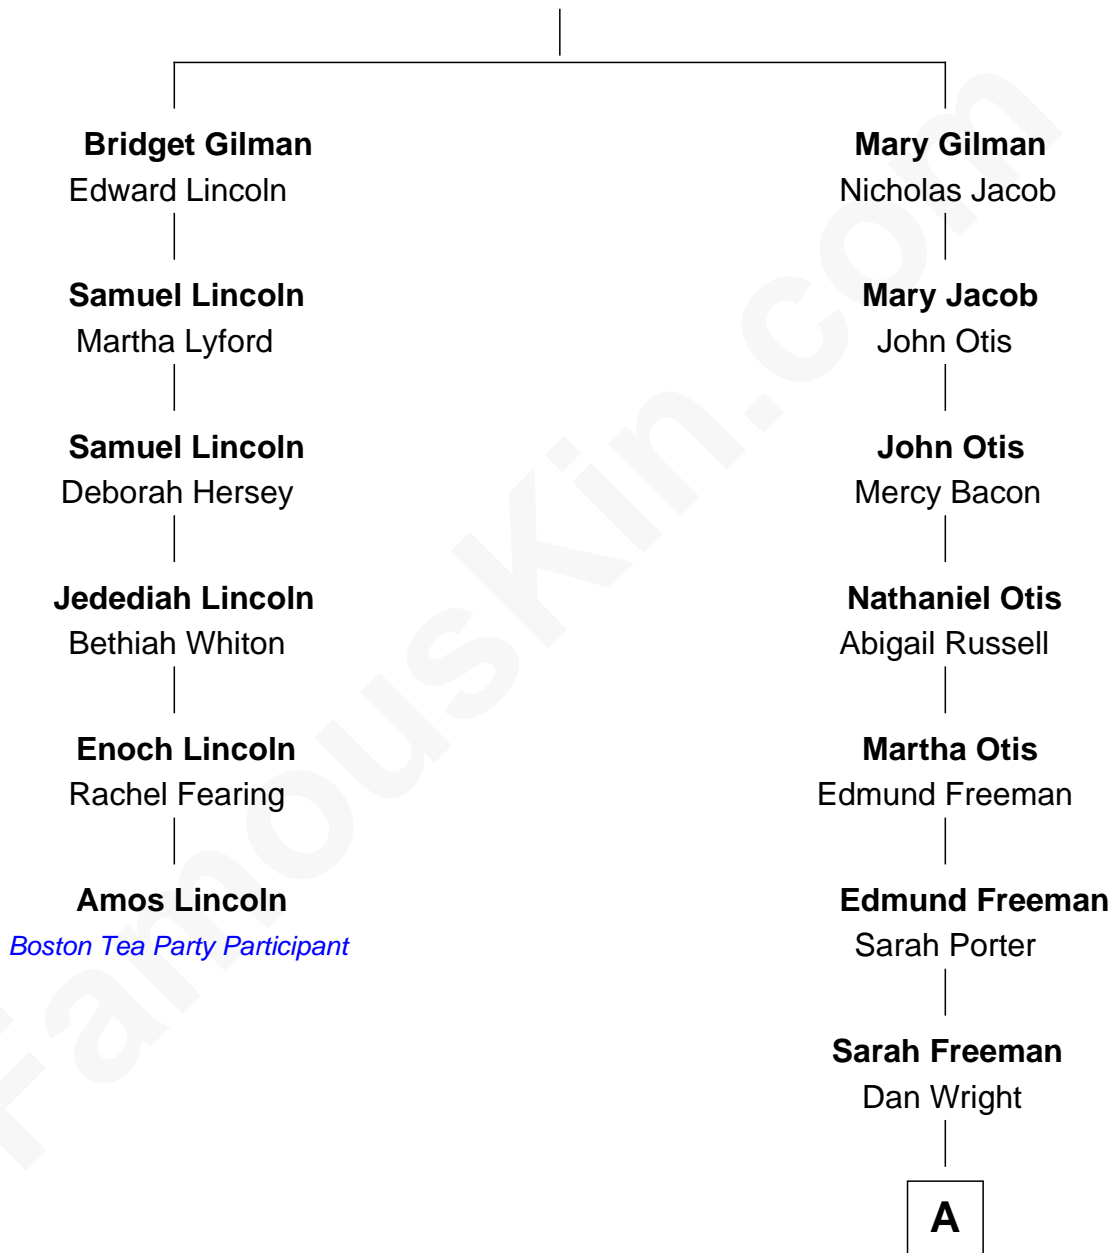 Bridget Gilman
Edward Lincoln
Samuel Lincoln
Martha Lyford
Samuel Lincoln
Deborah Hersey
Jedediah Lincoln
Bethiah Whiton
Enoch Lincoln
Rachel Fearing
Amos Lincoln
Boston Tea Party Participant
Mary Gilman
Nicholas Jacob
Mary Jacob
John Otis
John Otis
Mercy Bacon
Nathaniel Otis
Abigail Russell
Martha Otis
Edmund Freeman
Edmund Freeman
Sarah Porter
Sarah Freeman
Dan Wright
A
FamousKin.com